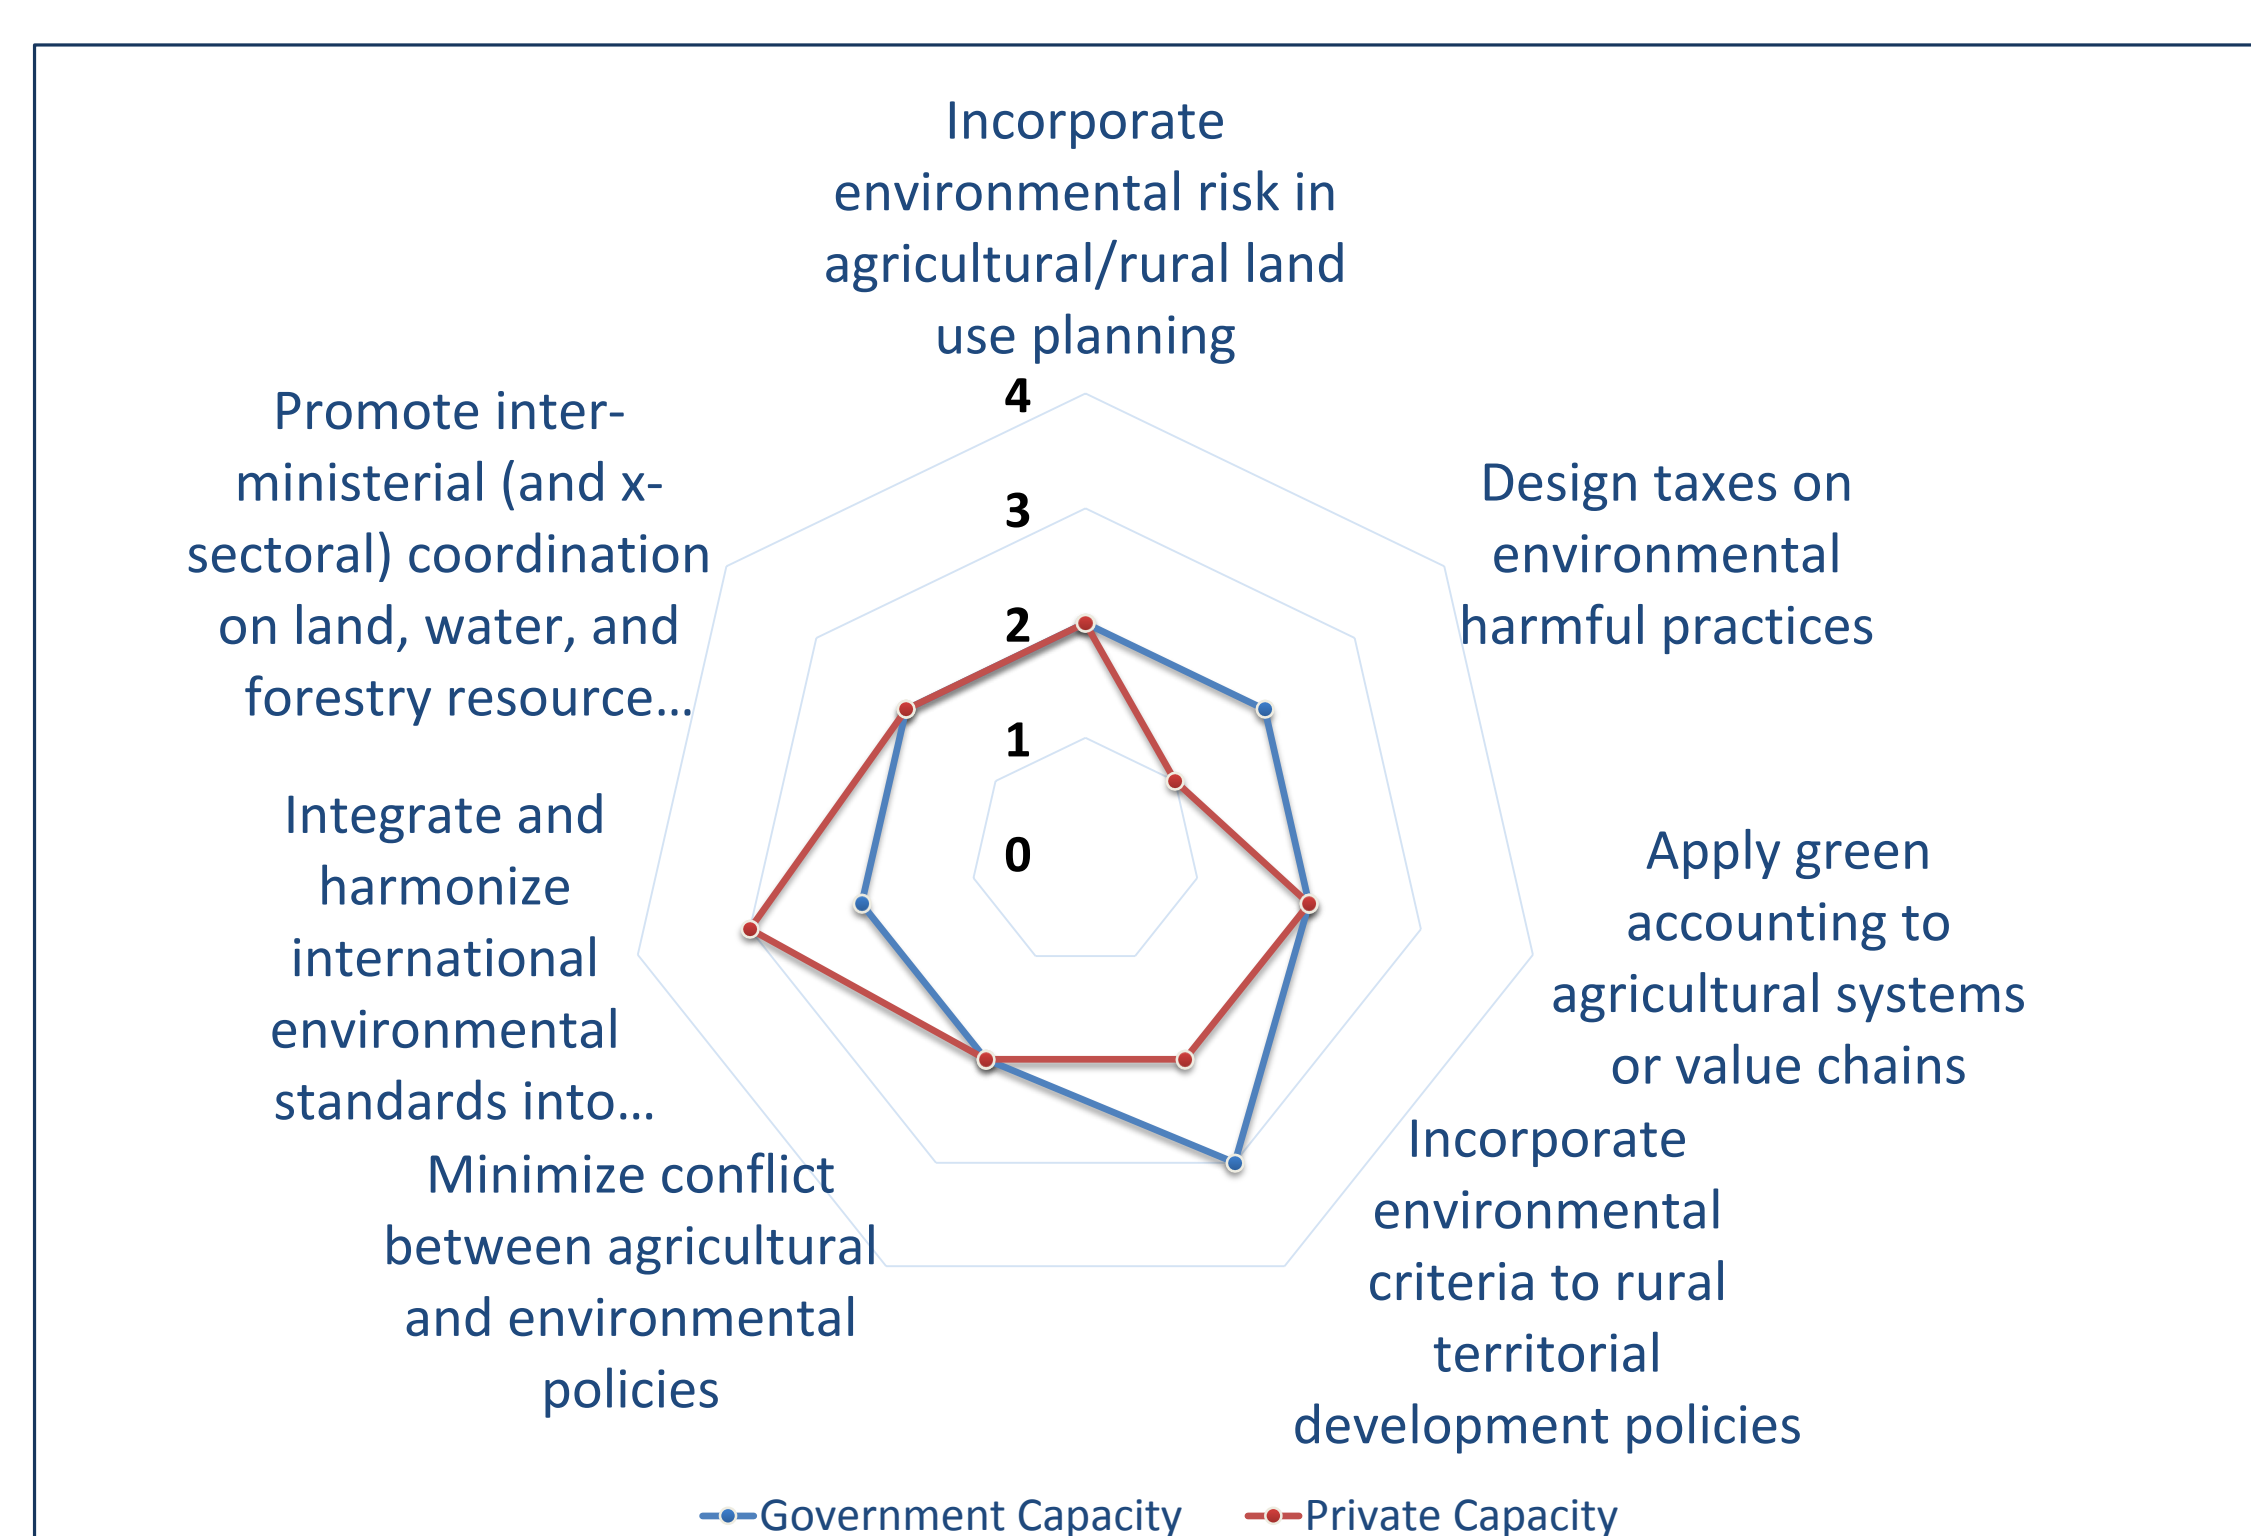 Incorporate
environmental risk in
agricultural/rural land
use planning
Design taxes on
environmental
harmful practices
Apply green
accounting to
agricultural systems
or value chains
Incorporate
environmental
criteria to rural
territorial
development policies
Minimize conflict
between agricultural
and environmental
policies
Integrate and
harmonize
international
environmental
standards into…
Promote inter-
ministerial (and x-
sectoral) coordination
on land, water, and
forestry resource…
4
3
2
1
0
Government Capacity
Private Capacity